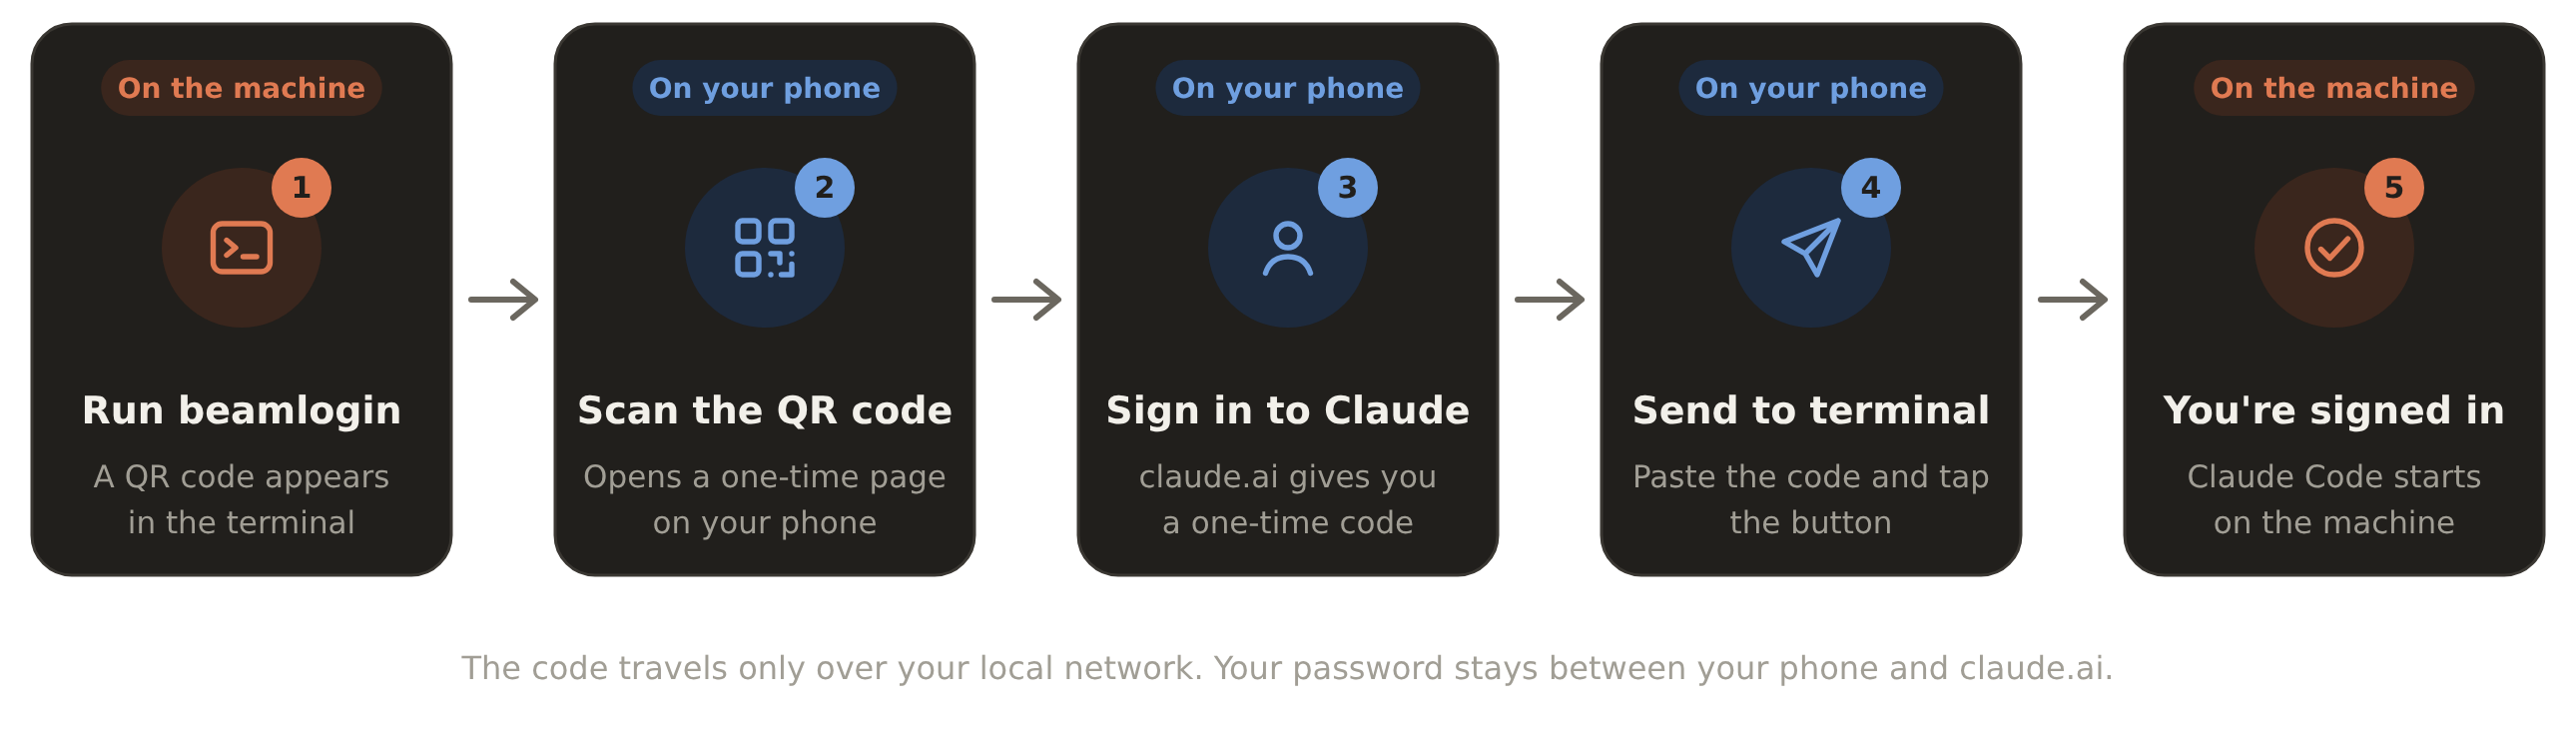 On the machine
1
Run beamlogin
A QR code appears
in the terminal
On your phone
2
Scan the QR code
Opens a one-time page
on your phone
On your phone
3
Sign in to Claude
claude.ai gives you
a one-time code
On your phone
4
Send to terminal
Paste the code and tap
the button
On the machine
5
You're signed in
Claude Code starts
on the machine
The code travels only over your local network. Your password stays between your phone and claude.ai.